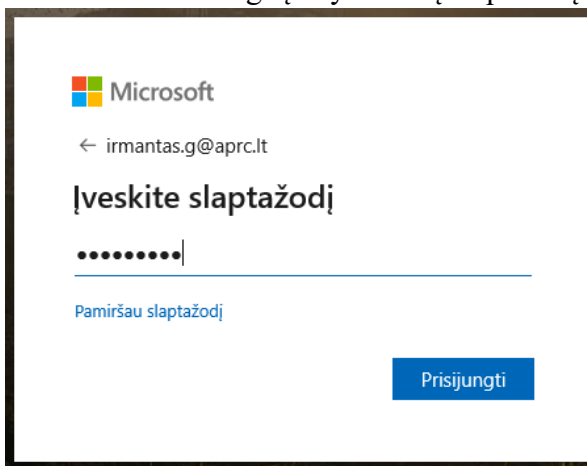 Microsoft
← irmantas.g@aprc.lt
Įveskite slaptažodį
•••••••••
Pamiršau slaptažodį
Prisijungti